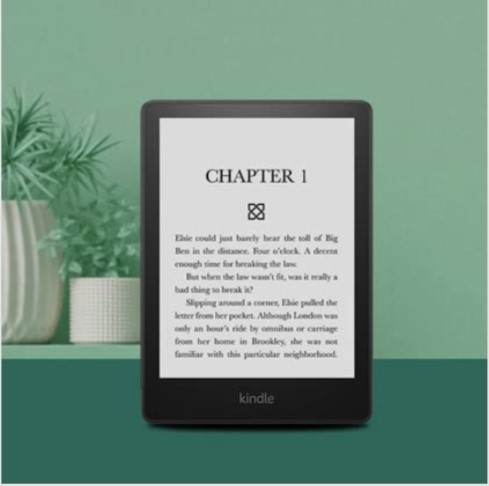 CHAPTER 1
Elsie could just barely hear the toll of Big
Ben in the distance. Four o'clock. A decent
enough time for breaking the law.
But when the law wasn't fit, was it really a
bad thing to break it?
Slipping around a corner, Elsie pulled the
letter from her pocket. Although London was
only an hour's ride by omnibus or carriage
from her home in Brookley, she was not
familiar with this particular neighborhood.
kindle